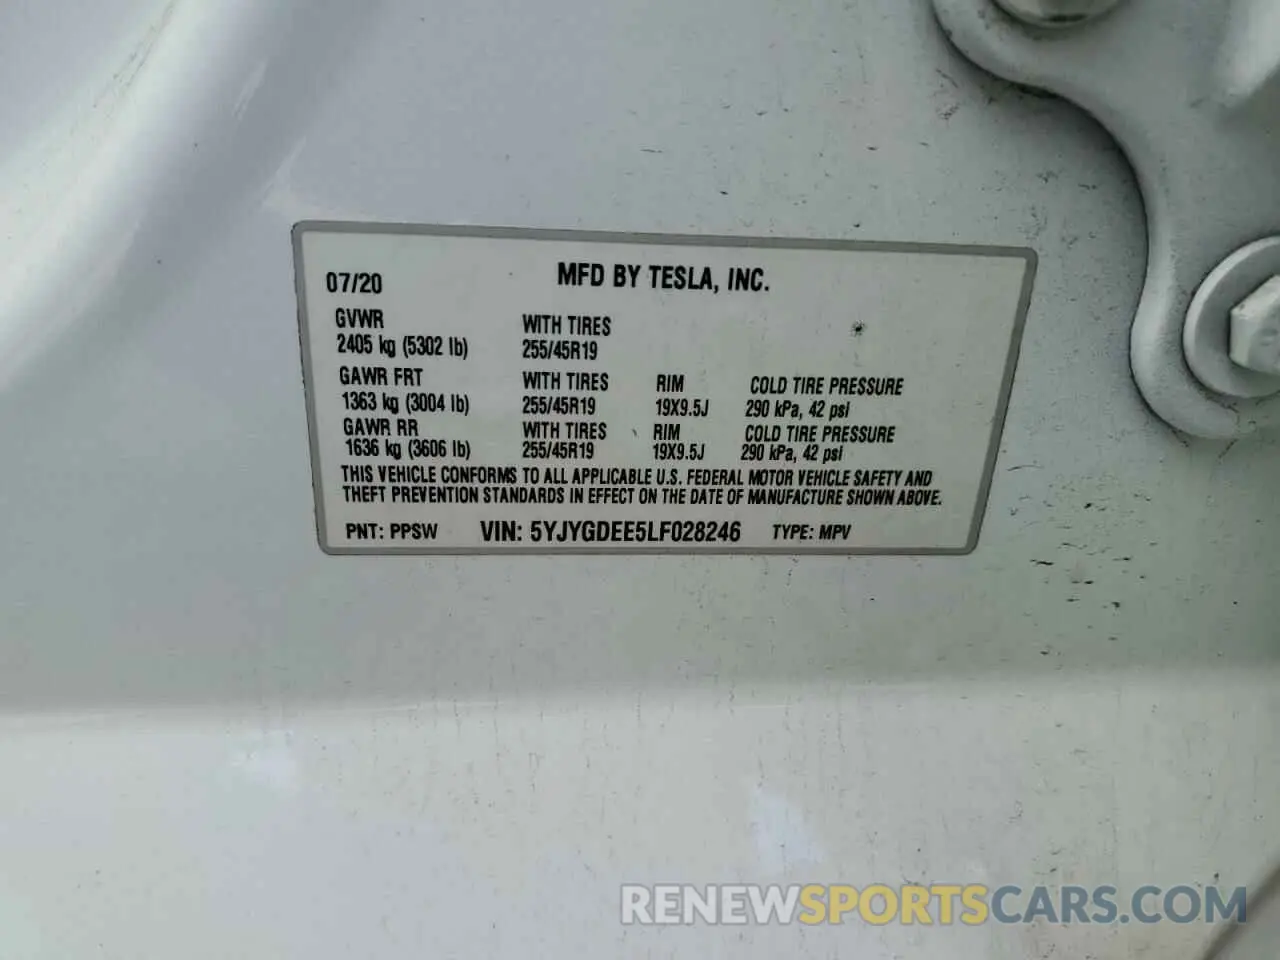 07/20 MFD BY TESLA, INC.
GVWR WITH TIRES
2405 kg (5302 lb) 255/45R19
GAWR FRT WITH TIRES RIM COLD TIRE PRESSURE
1363 kg (3004 lb) 255/45R19 19X9.5J 290 kPa, 42 psi
GAWR RR WITH TIRES RIM COLD TIRE PRESSURE
1636 kg (3606 lb) 255/45R19 19X9.5J 290 kPa, 42 psi
THIS VEHICLE CONFORMS TO ALL APPLICABLE U.S. FEDERAL MOTOR VEHICLE SAFETY AND
THEFT PREVENTION STANDARDS IN EFFECT ON THE DATE OF MANUFACTURE SHOWN ABOVE.
PNT: PPSW VIN: 5YJYGDEE5LF028246 TYPE: MPV
RENEWSPORTSCARS.COM